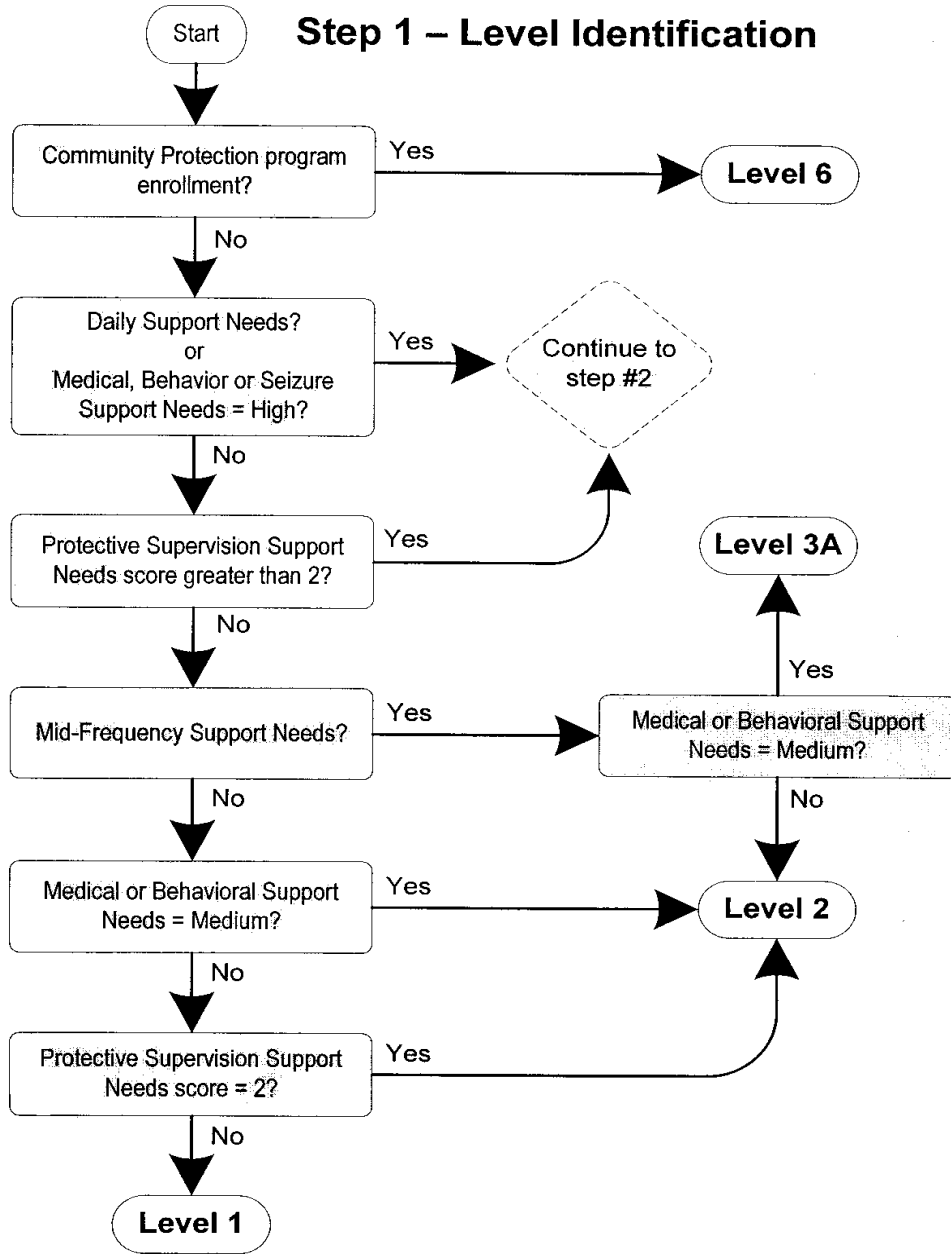 Start
Step 1 – Level Identification
Community Protection program
enrollment?
Yes
Level 6
No
Daily Support Needs?
or
Medical, Behavior or Seizure
Support Needs = High?
Yes
Continue to
step #2
No
Protective Supervision Support
Needs score greater than 2?
Yes
Level 3A
No
Yes
Mid-Frequency Support Needs?
Yes
Medical or Behavioral Support
Needs = Medium?
No
No
Medical or Behavioral Support
Needs = Medium?
Yes
Level 2
No
Protective Supervision Support
Needs score = 2?
Yes
No
Level 1